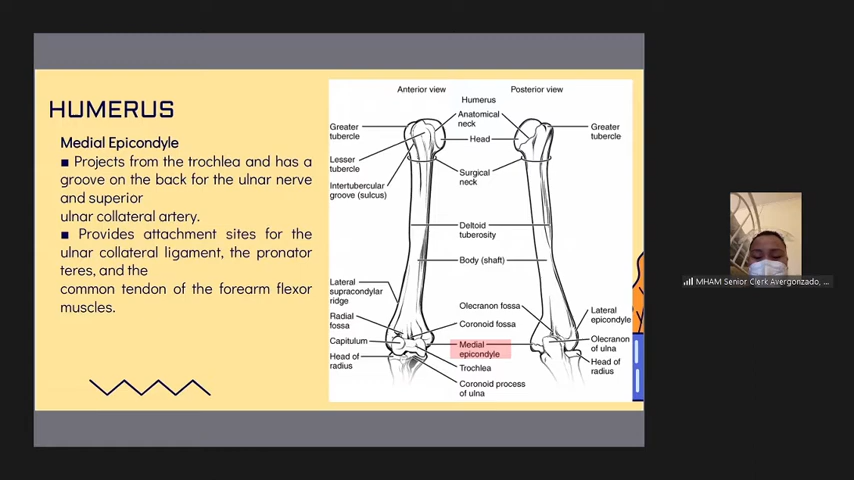 HUMERUS
Medial Epicondyle
■ Projects from the trochlea and has a
groove on the back for the ulnar nerve
and superior
ulnar collateral artery.
■ Provides attachment sites for the
ulnar collateral ligament, the pronator
teres, and the
common tendon of the forearm flexor
muscles.
Anterior view
Posterior view
Humerus
Greater
tubercle
Lesser
tubercle
Intertubercular
groove (sulcus)
Lateral
supracondylar
ridge
Radial
fossa
Capitulum
Head of
radius
Anatomical
neck
Head
Surgical
neck
Deltoid
tuberosity
Body (shaft)
Olecranon fossa
Coronoid fossa
Medial
epicondyle
Trochlea
Coronoid process
of ulna
Greater
tubercle
Lateral
epicondyle
Olecranon
of ulna
Head of
radius
MHAM Senior Clerk Avergonzado, ...